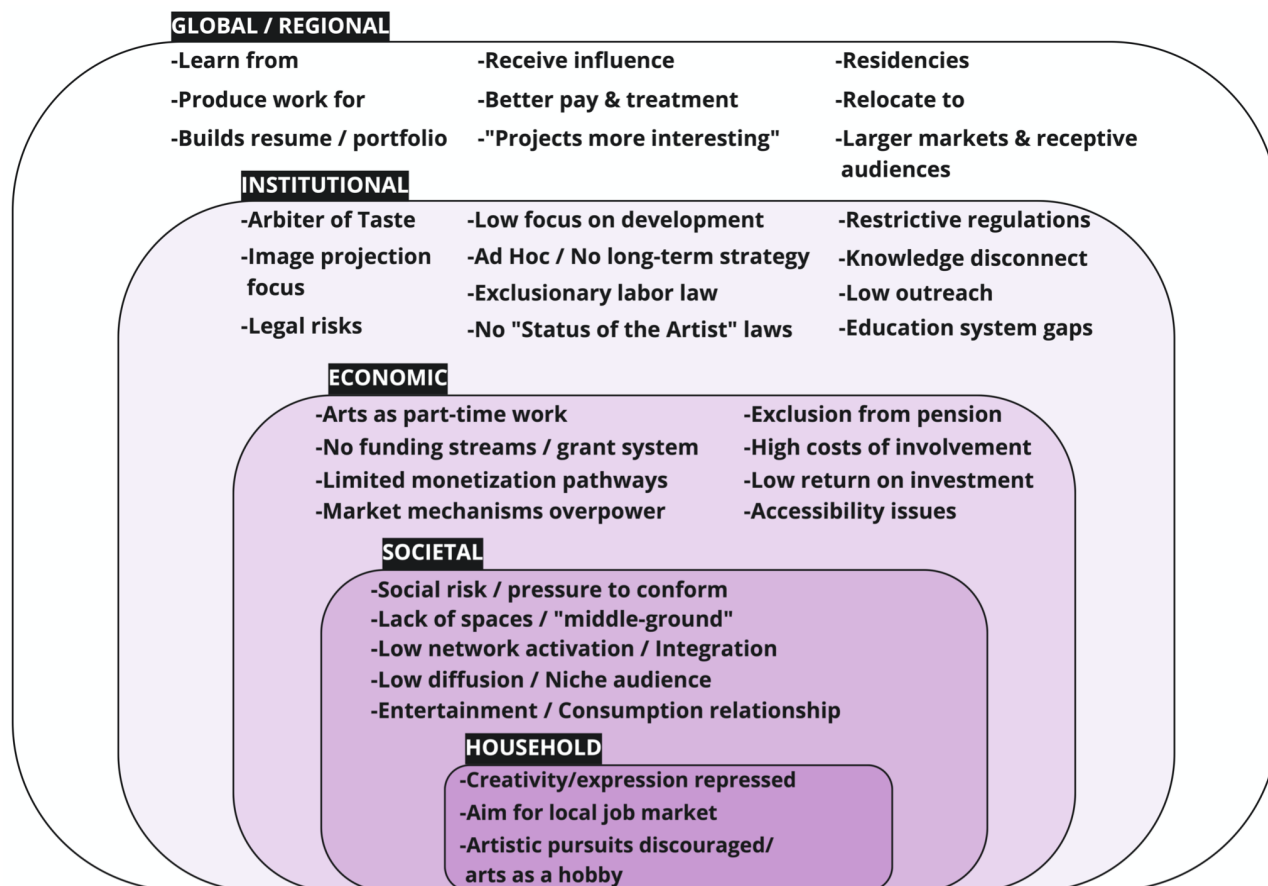 GLOBAL / REGIONAL
-Learn from
-Produce work for
-Builds resume / portfolio
-Receive influence
-Better pay & treatment
-"Projects more interesting"
-Residencies
-Relocate to
-Larger markets & receptive
audiences
INSTITUTIONAL
-Arbiter of Taste
-Image projection
focus
-Legal risks
-Low focus on development
-Ad Hoc / No long-term strategy
-Exclusionary labor law
-No "Status of the Artist" laws
-Restrictive regulations
-Knowledge disconnect
-Low outreach
-Education system gaps
ECONOMIC
-Arts as part-time work
-No funding streams / grant system
-Limited monetization pathways
-Market mechanisms overpower
-Exclusion from pension
-High costs of involvement
-Low return on investment
-Accessibility issues
SOCIETAL
-Social risk / pressure to conform
-Lack of spaces / "middle-ground"
-Low network activation / Integration
-Low diffusion / Niche audience
-Entertainment / Consumption relationship
HOUSEHOLD
-Creativity/expression repressed
-Aim for local job market
-Artistic pursuits discouraged/
arts as a hobby